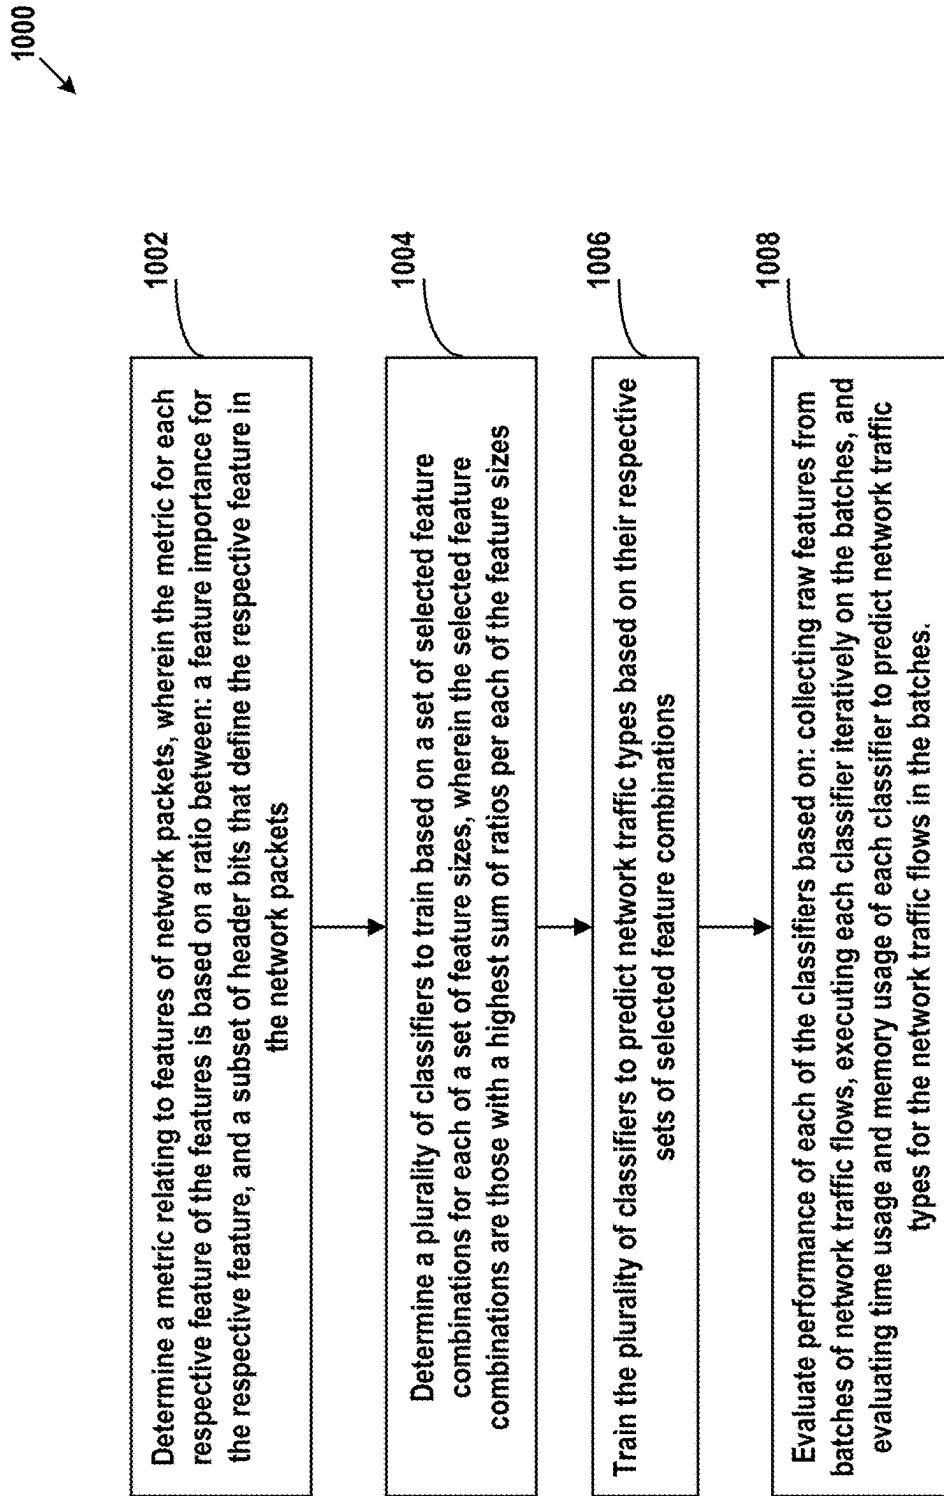 1000
1002
Determine a metric relating to features of network packets, wherein the metric for each
respective feature of the features is based on a ratio between: a feature importance for
the respective feature, and a subset of header bits that define the respective feature in
the network packets
1004
Determine a plurality of classifiers to train based on a set of selected feature
combinations for each of a set of feature sizes, wherein the selected feature
combinations are those with a highest sum of ratios per each of the feature sizes
1006
Train the plurality of classifiers to predict network traffic types based on their respective
sets of selected feature combinations
1008
Evaluate performance of each of the classifiers based on: collecting raw features from
batches of network traffic flows, executing each classifier iteratively on the batches, and
evaluating time usage and memory usage of each classifier to predict network traffic
types for the network traffic flows in the batches.